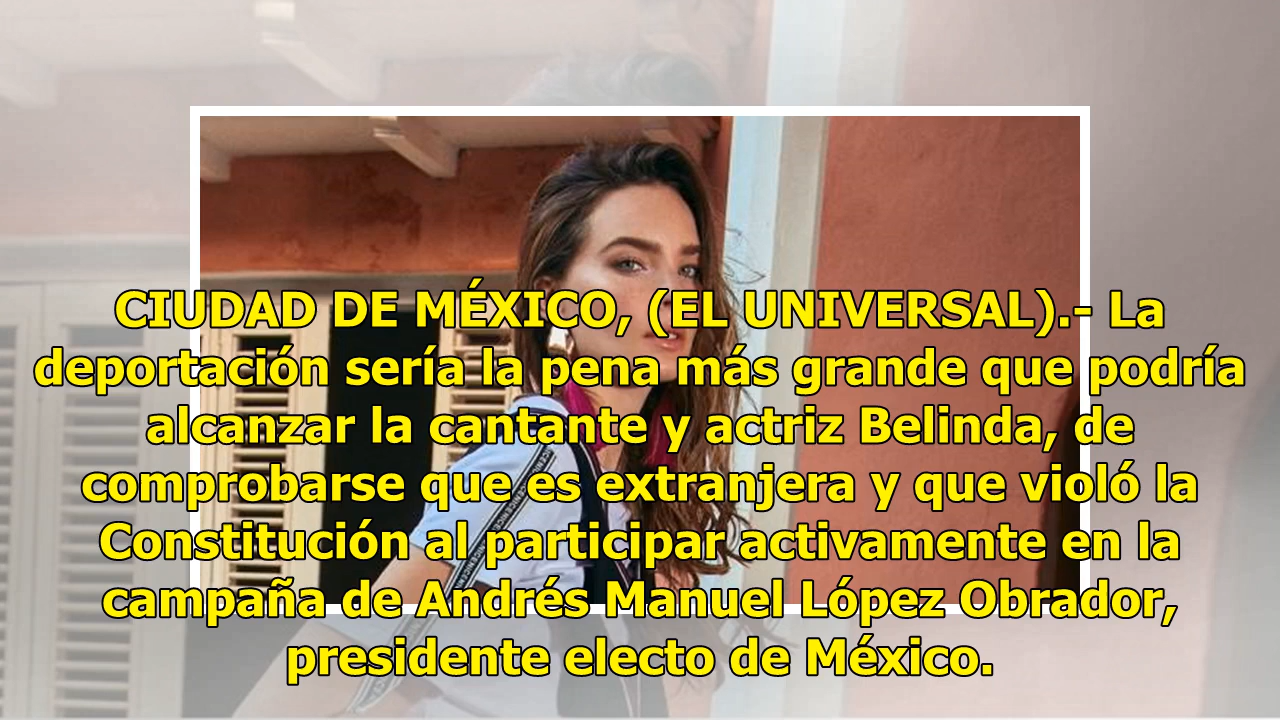 CIUDAD DE MÉXICO, (EL UNIVERSAL).- La
deportación sería la pena más grande que podría
alcanzar la cantante y actriz Belinda, de
comprobarse que es extranjera y que violó la
Constitución al participar activamente en la
campaña de Andrés Manuel López Obrador,
presidente electo de México.